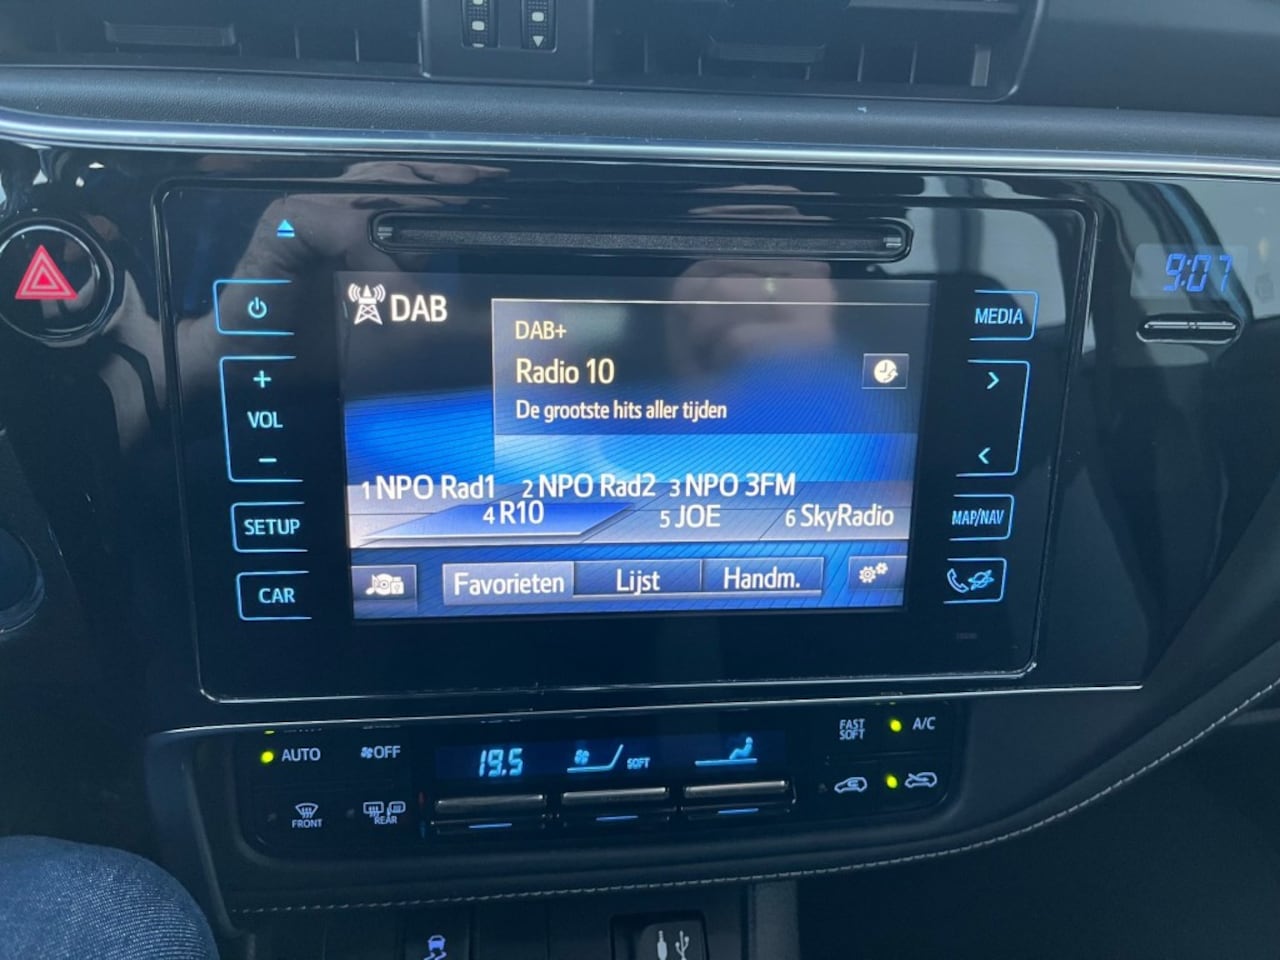 9:07
DAB
MEDIA
DAB+
Radio 10
De grootste hits aller tijden
+
VOL
−
>
<
1 NPO Rad1 2 NPO Rad2 3 NPO 3FM
4 R10 5 JOE 6 SkyRadio
SETUP
MAP/NAV
Favorieten Lijst Handm.
CAR
AUTO
OFF
19.5
SOFT
FAST
SOFT
A/C
FRONT
REAR